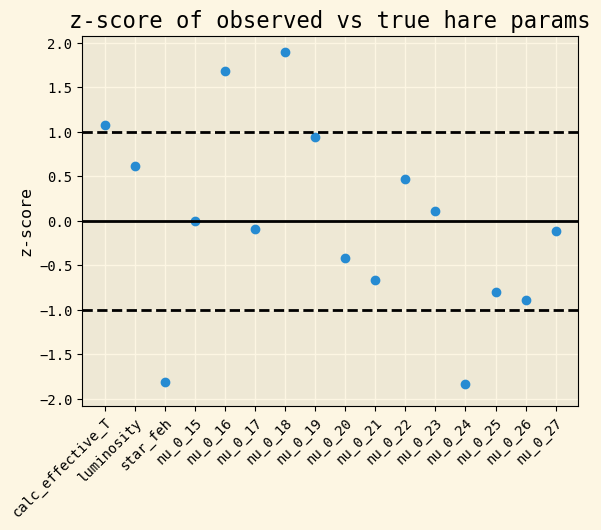 z-score of observed vs true hare params
z-score
2.0
1.5
1.0
0.5
0.0
−0.5
−1.0
−1.5
−2.0
calc_effective_T
luminosity
star_feh
nu_0_15
nu_0_16
nu_0_17
nu_0_18
nu_0_19
nu_0_20
nu_0_21
nu_0_22
nu_0_23
nu_0_24
nu_0_25
nu_0_26
nu_0_27